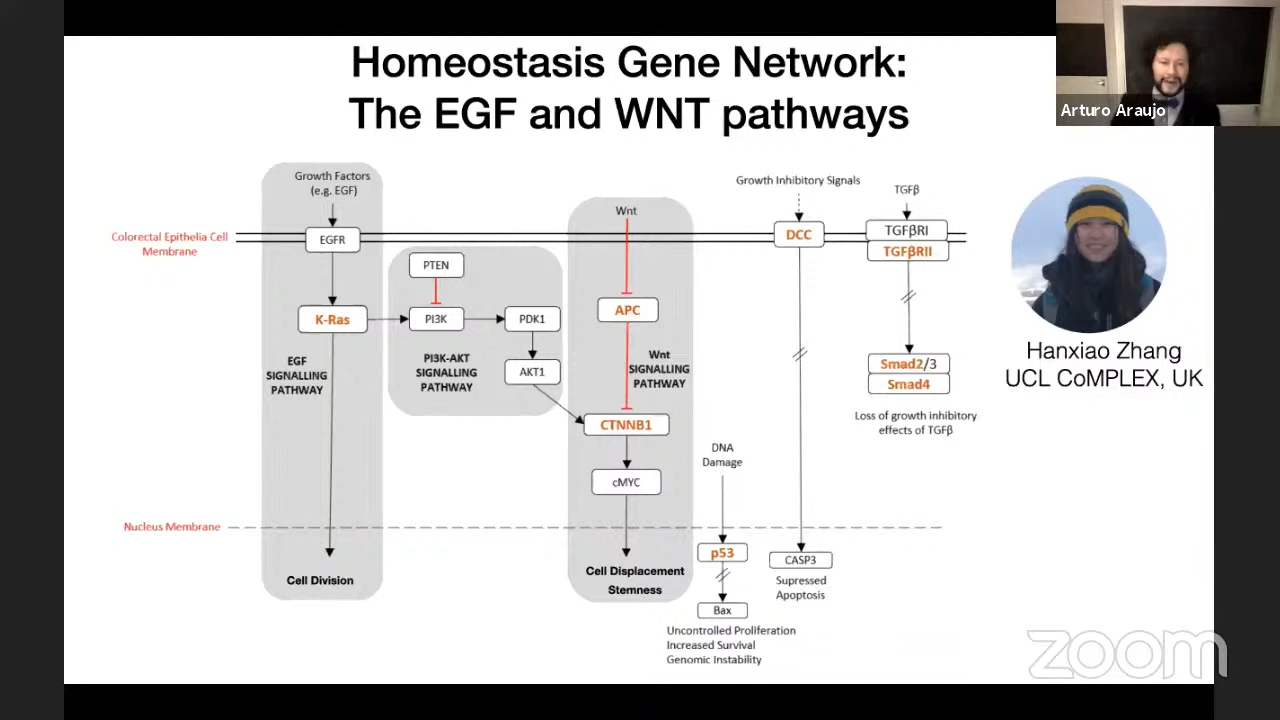 Homeostasis Gene Network:
The EGF and WNT pathways
Arturo Araujo
Growth Factors
(e.g. EGF)
Colorectal Epithelia Cell
Membrane
EGFR
K-Ras
EGF
SIGNALLING
PATHWAY
Cell Division
PTEN
PI3K
PDK1
AKT1
PI3K-AKT
SIGNALLING
PATHWAY
Wnt
APC
Wnt
SIGNALLING
PATHWAY
CTNNB1
cMYC
Cell Displacement
Stemness
Nucleus Membrane
DNA
Damage
p53
Bax
Uncontrolled Proliferation
Increased Survival
Genomic Instability
Growth Inhibitory Signals
DCC
CASP3
Supressed
Apoptosis
TGFβ
TGFβRI
TGFβRII
Smad2/3
Smad4
Loss of growth inhibitory
effects of TGFβ
Hanxiao Zhang
UCL CoMPLEX, UK
zoom